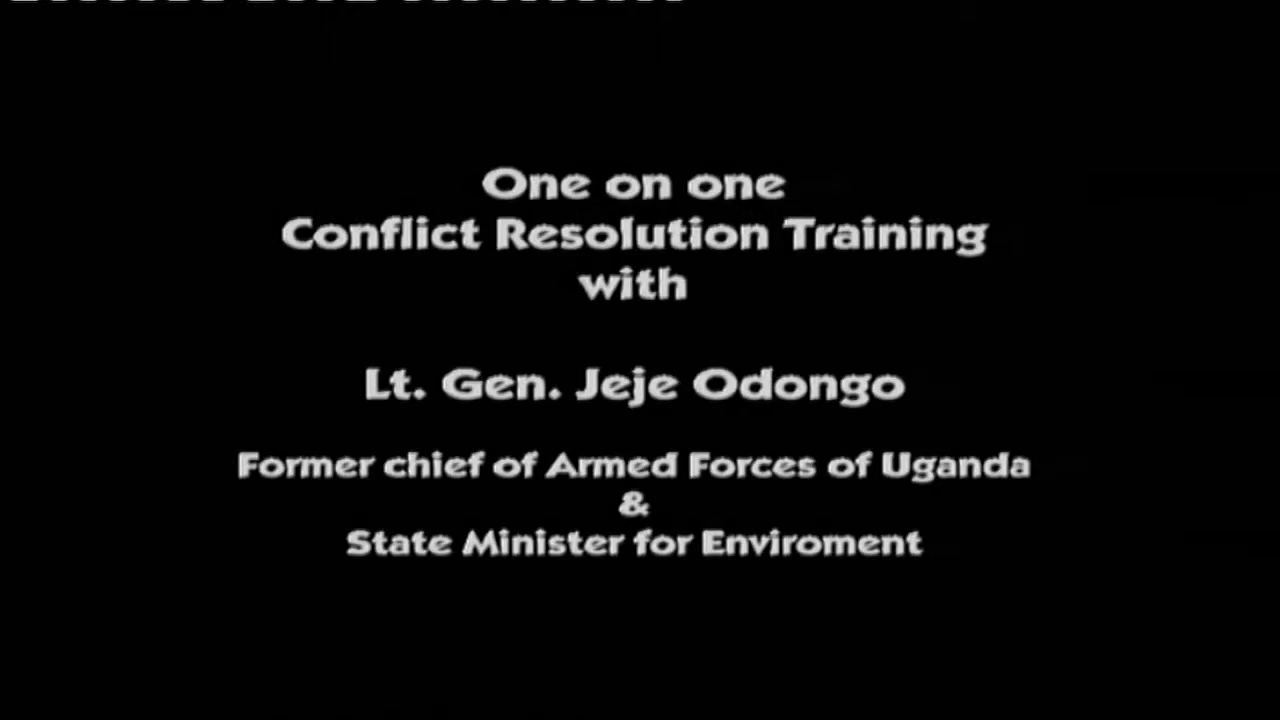 One on one
Conflict Resolution Training
with
Lt. Gen. Jeje Odongo
Former chief of Armed Forces of Uganda
&
State Minister for Enviroment